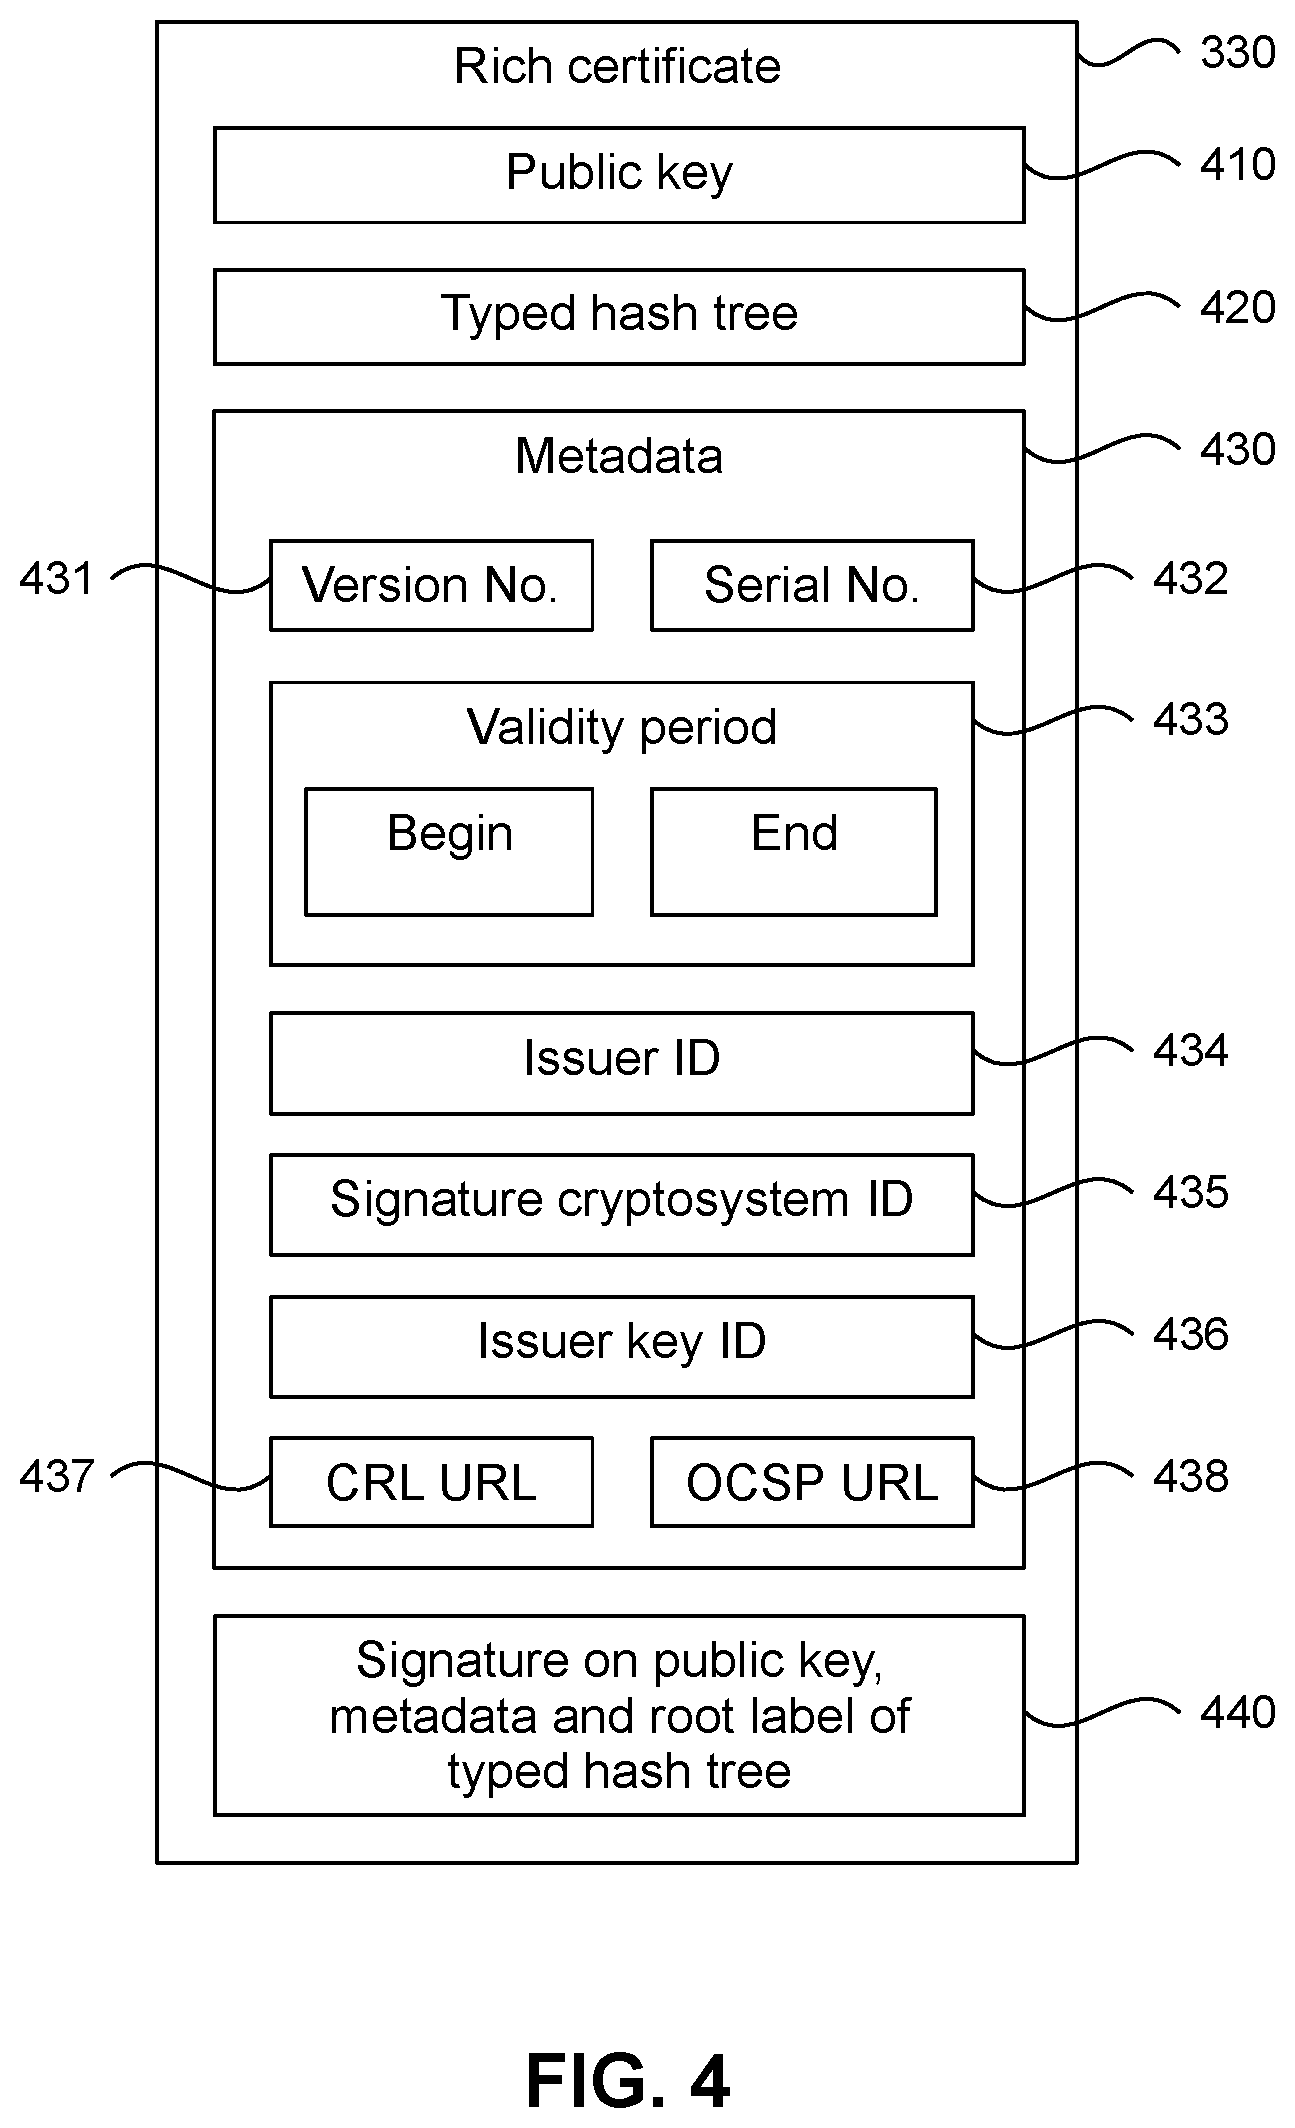 Rich certificate
330
Public key
410
Typed hash tree
420
Metadata
430
431
Version No.
Serial No.
432
Validity period
433
Begin
End
Issuer ID
434
Signature cryptosystem ID
435
Issuer key ID
436
437
CRL URL
OCSP URL
438
Signature on public key,
metadata and root label of
typed hash tree
440
FIG. 4